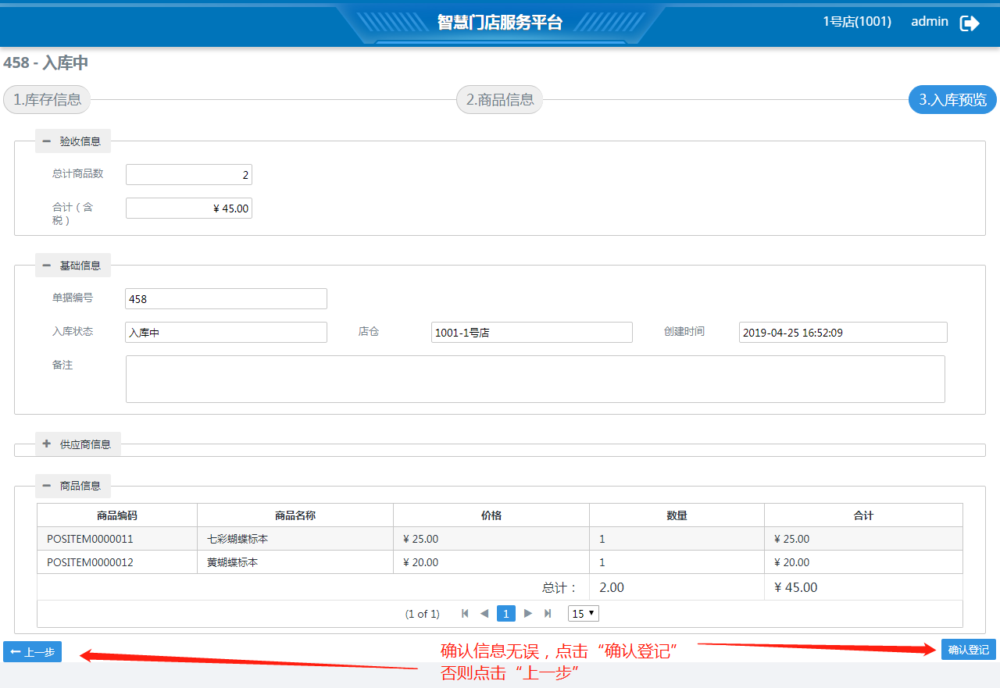 智慧门店服务平台
1号店(1001) admin
458 - 入库中
1.库存信息 2.商品信息 3.入库预览
验收信息
总计商品数 2
合计（含
税） ¥ 45.00
基础信息
单据编号 458
入库状态 入库中 店仓 1001-1号店 创建时间 2019-04-25 16:52:09
备注
供应商信息
商品信息
商品编码 商品名称 价格 数量 合计
POSITEM0000011 七彩蝴蝶标本 ¥ 25.00 1 ¥ 25.00
POSITEM0000012 黄蝴蝶标本 ¥ 20.00 1 ¥ 20.00
总计： 2.00 ¥ 45.00
(1 of 1) 1 15
上一步 确认信息无误，点击“确认登记” 确认登记
否则点击“上一步”